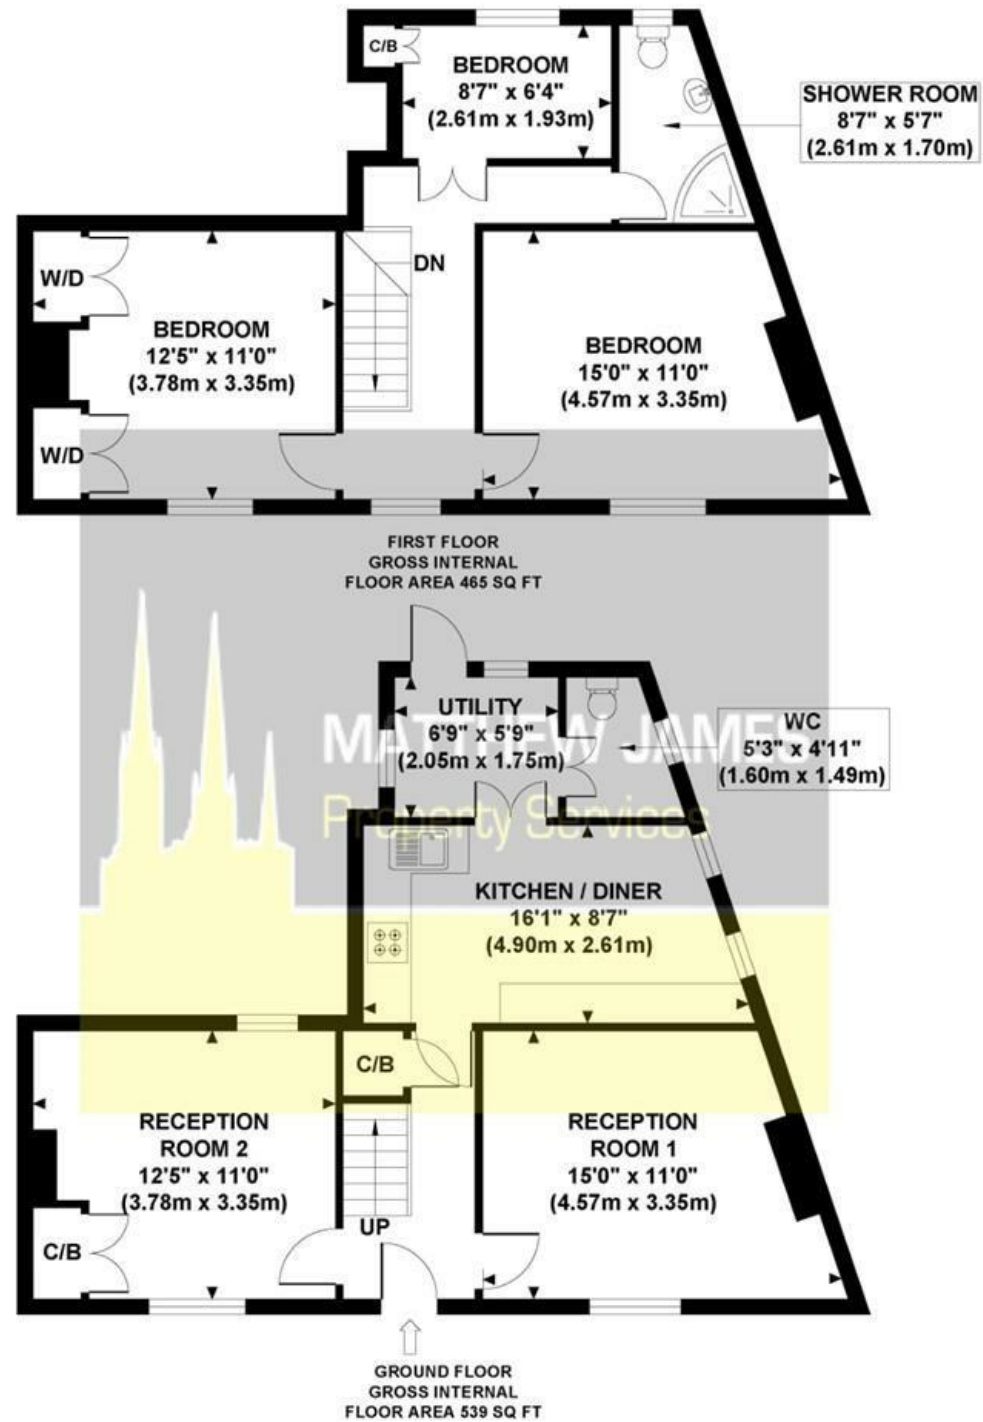 C/B
BEDROOM
8'7" x 6'4"
(2.61m x 1.93m)
SHOWER ROOM
8'7" x 5'7"
(2.61m x 1.70m)
W/D
BEDROOM
12'5" x 11'0"
(3.78m x 3.35m)
W/D
DN
BEDROOM
15'0" x 11'0"
(4.57m x 3.35m)
FIRST FLOOR
GROSS INTERNAL
FLOOR AREA 465 SQ FT
MATTHEW JAMES
Property Services
UTILITY
6'9" x 5'9"
(2.05m x 1.75m)
WC
5'3" x 4'11"
(1.60m x 1.49m)
KITCHEN / DINER
16'1" x 8'7"
(4.90m x 2.61m)
C/B
RECEPTION
ROOM 2
12'5" x 11'0"
(3.78m x 3.35m)
C/B
UP
RECEPTION
ROOM 1
15'0" x 11'0"
(4.57m x 3.35m)
GROUND FLOOR
GROSS INTERNAL
FLOOR AREA 539 SQ FT